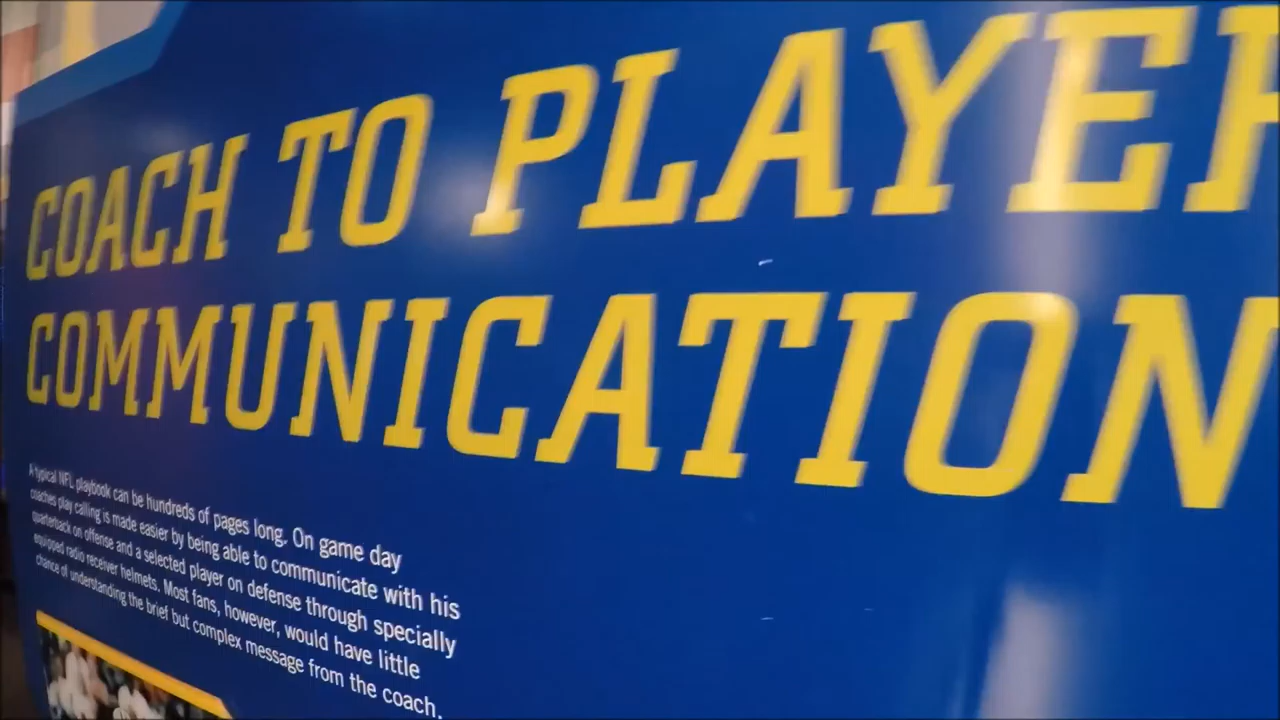 COACH TO PLAYER
COMMUNICATION
A typical NFL playbook can be hundreds of pages long. On game day
coaches play calling is made easier by being able to communicate with his
quarterback on offense and a selected player on defense through specially
equipped radio receiver helmets. Most fans, however, would have little
chance of understanding the brief but complex message from the coach.